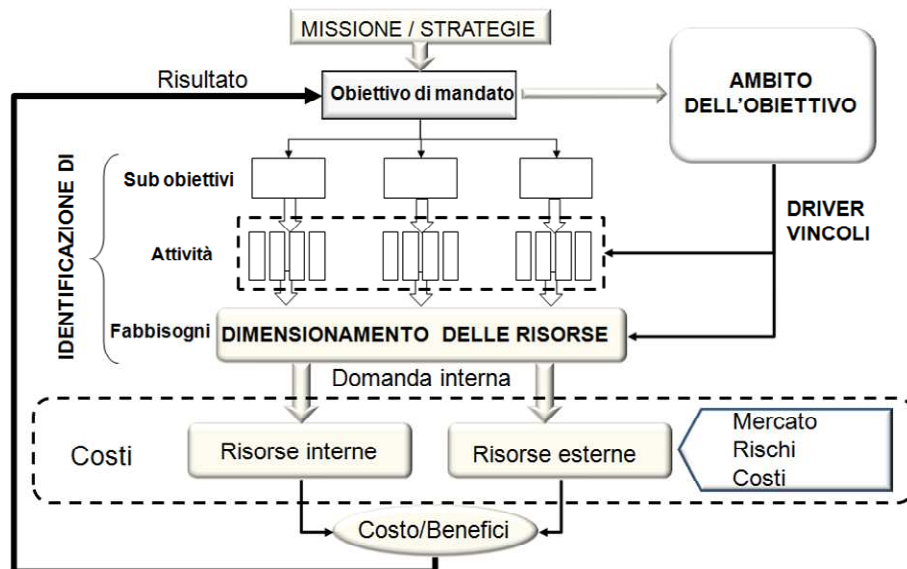 MISSIONE / STRATEGIE
Risultato
Obiettivo di mandato
AMBITO
DELL'OBIETTIVO
IDENTIFICAZIONE DI
Sub obiettivi
DRIVER
VINCOLI
Attività
Fabbisogni
DIMENSIONAMENTO DELLE RISORSE
Domanda interna
Costi
Risorse interne
Risorse esterne
Mercato
Rischi
Costi
Costo/Benefici